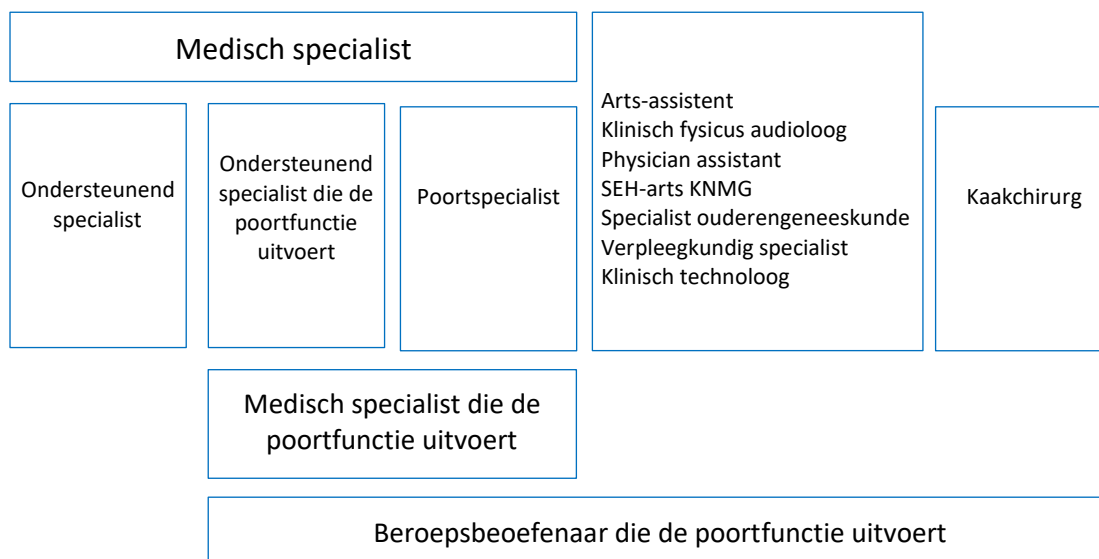 Medisch specialist
Ondersteunend
specialist
Ondersteunend
specialist die de
poortfunctie
uitvoert
Poortspecialist
Arts-assistent
Klinisch fysicus audioloog
Physician assistant
SEH-arts KNMG
Specialist ouderengeneeskunde
Verpleegkundig specialist
Klinisch technoloog
Kaakchirurg
Medisch specialist die de
poortfunctie uitvoert
Beroepsbeoefenaar die de poortfunctie uitvoert